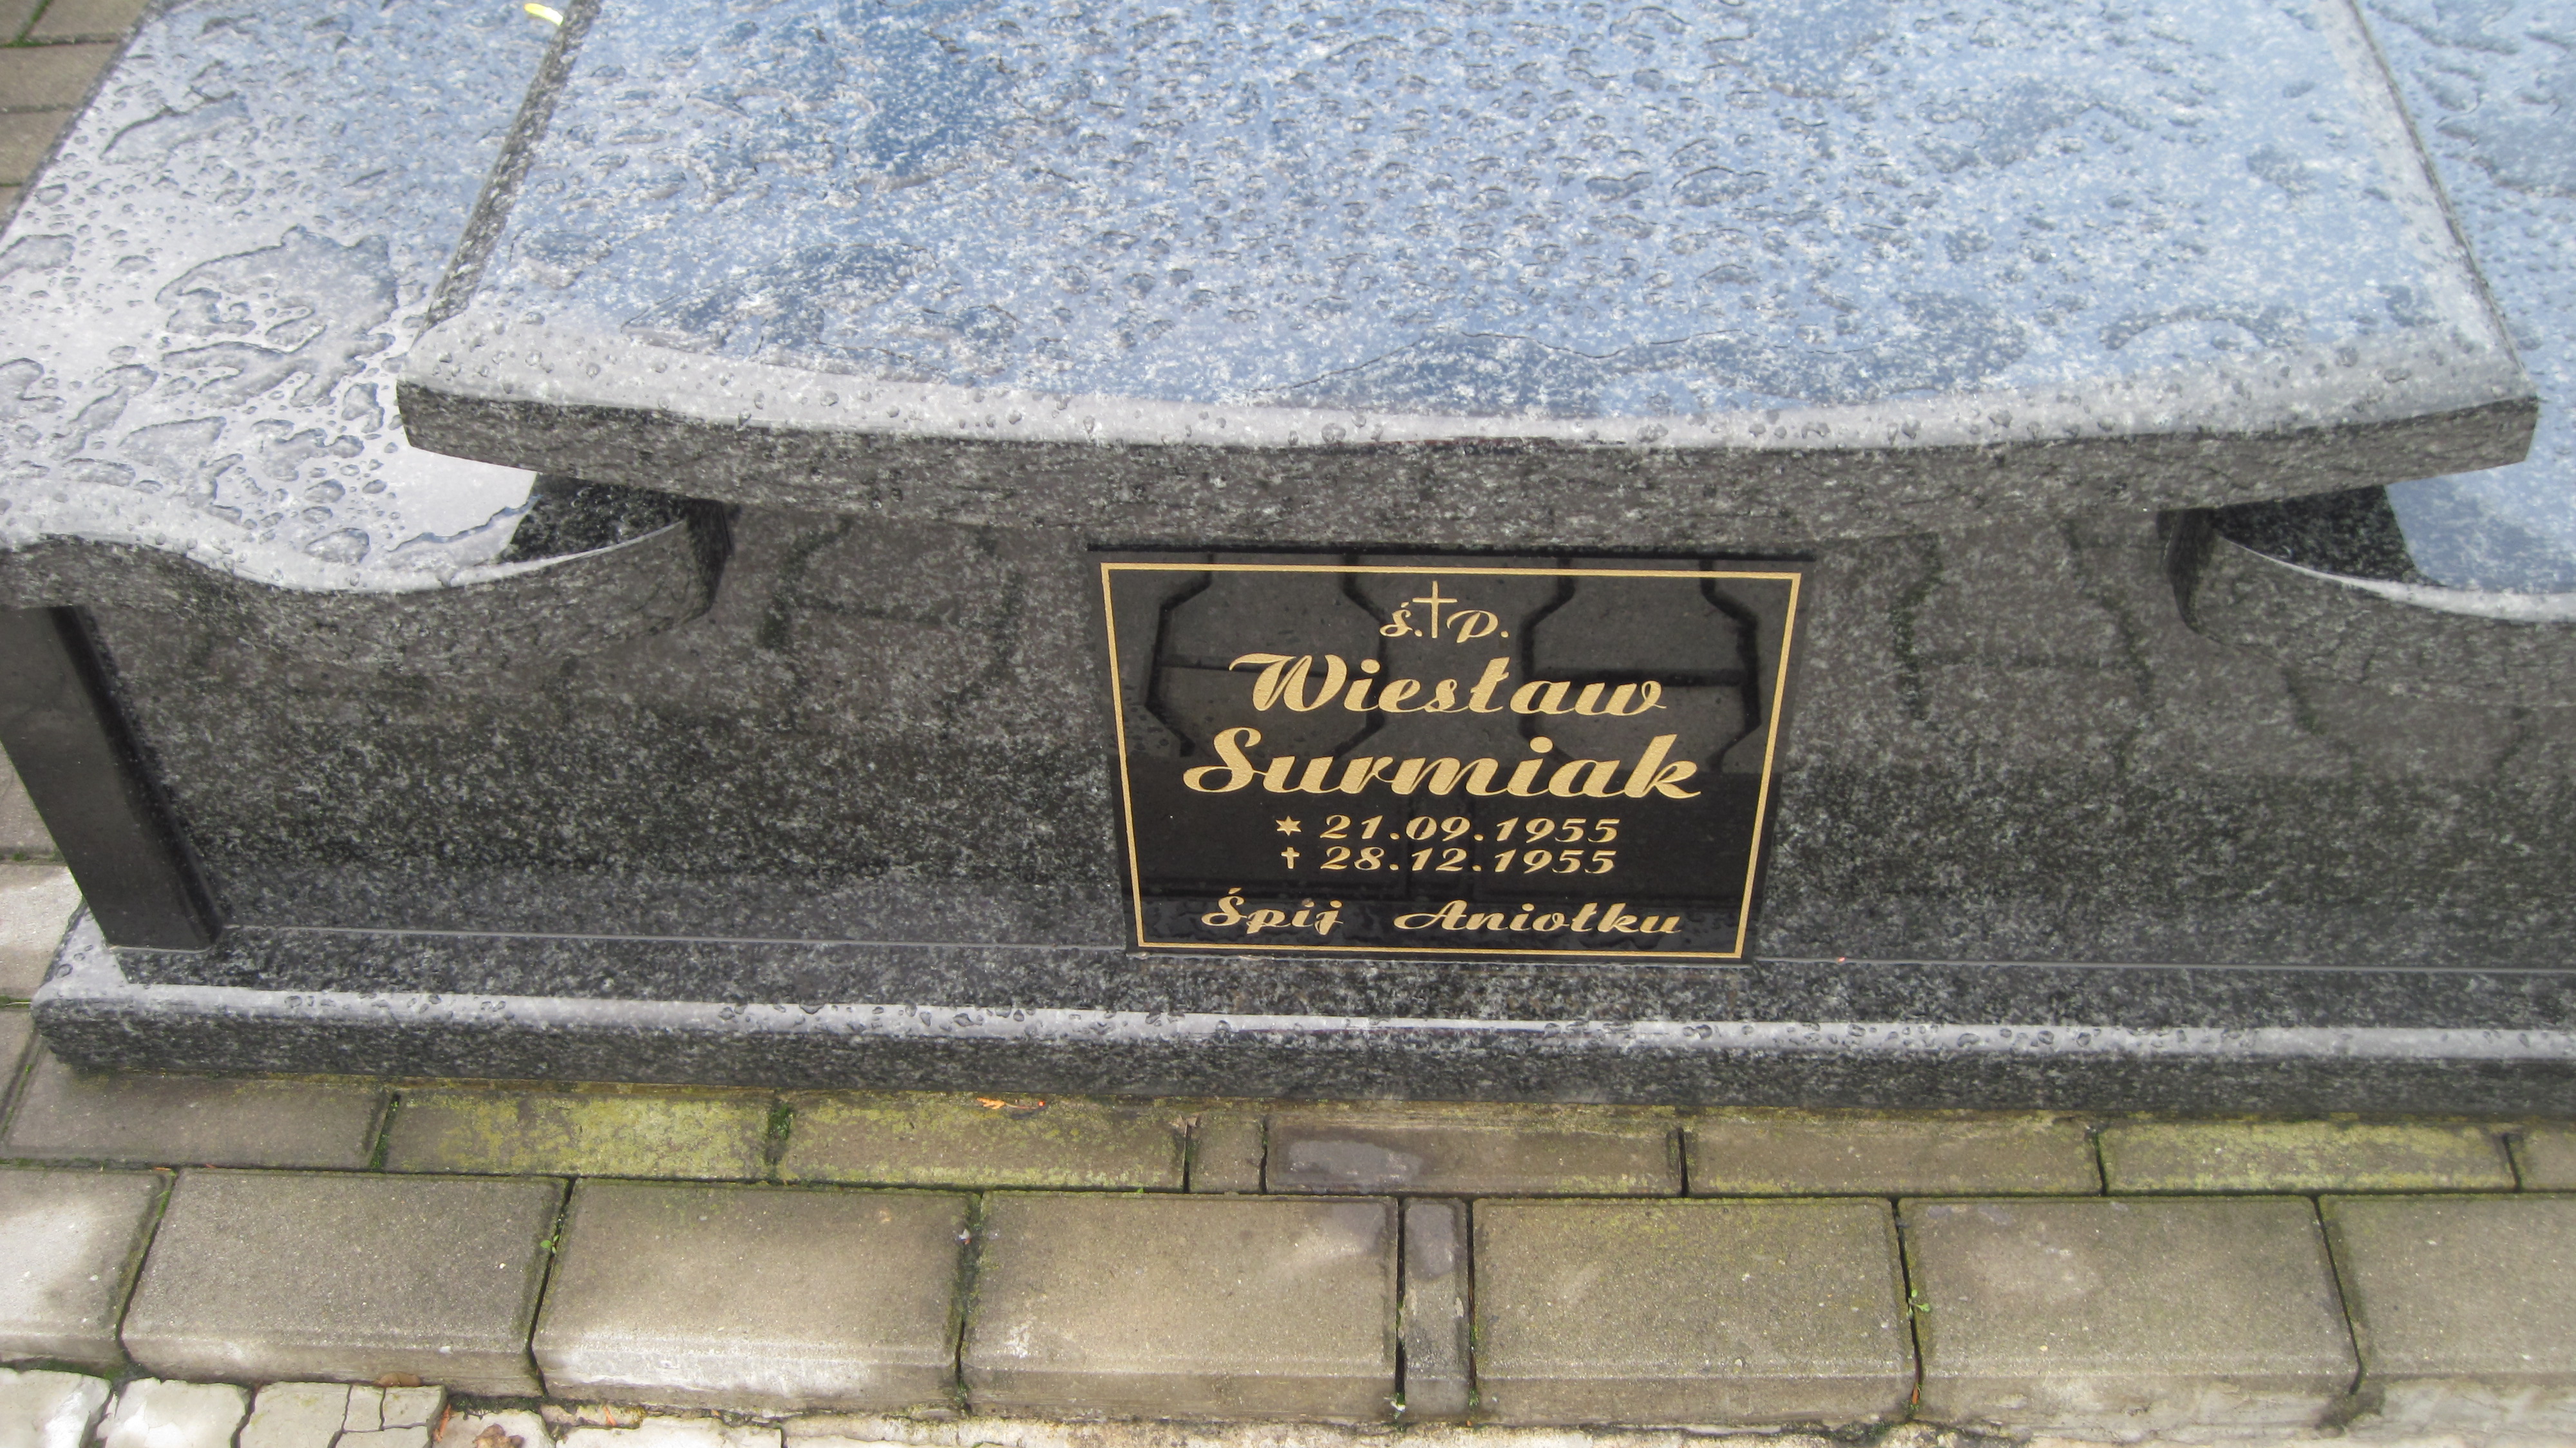 Ś.†P.
Wiesław
Surmiak
* 21.09.1955
† 28.12.1955
Śpij Aniołku